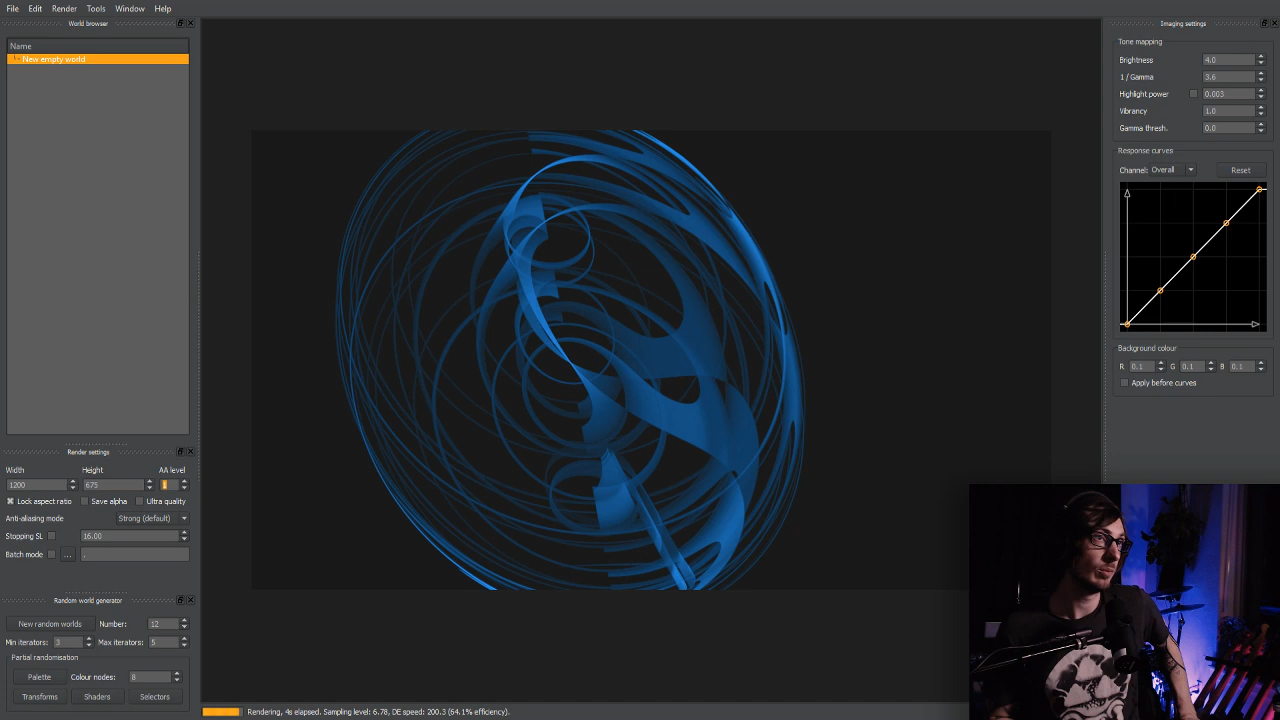 File Edit Render Tools Window Help
World browser
Name
New empty world
Render settings
Width Height AA level
1200 675
Lock aspect ratio Save alpha Ultra quality
Anti-aliasing mode Strong (default)
Stopping SL 16.00
Batch mode ... .
Random world generator
New random worlds Number: 12
Min iterators: 3 Max iterators: 5
Partial randomisation
Palette Colour nodes: 8
Transforms Shaders Selectors
Rendering, 4s elapsed. Sampling level: 6.78, DE speed: 200.3 (64.1% efficiency).
Imaging settings
Tone mapping
Brightness 4.0
1 / Gamma 3.6
Highlight power 0.003
Vibrancy 1.0
Gamma thresh. 0.0
Response curves
Channel: Overall Reset
Background colour
R 0.1 G 0.1 B 0.1
Apply before curves